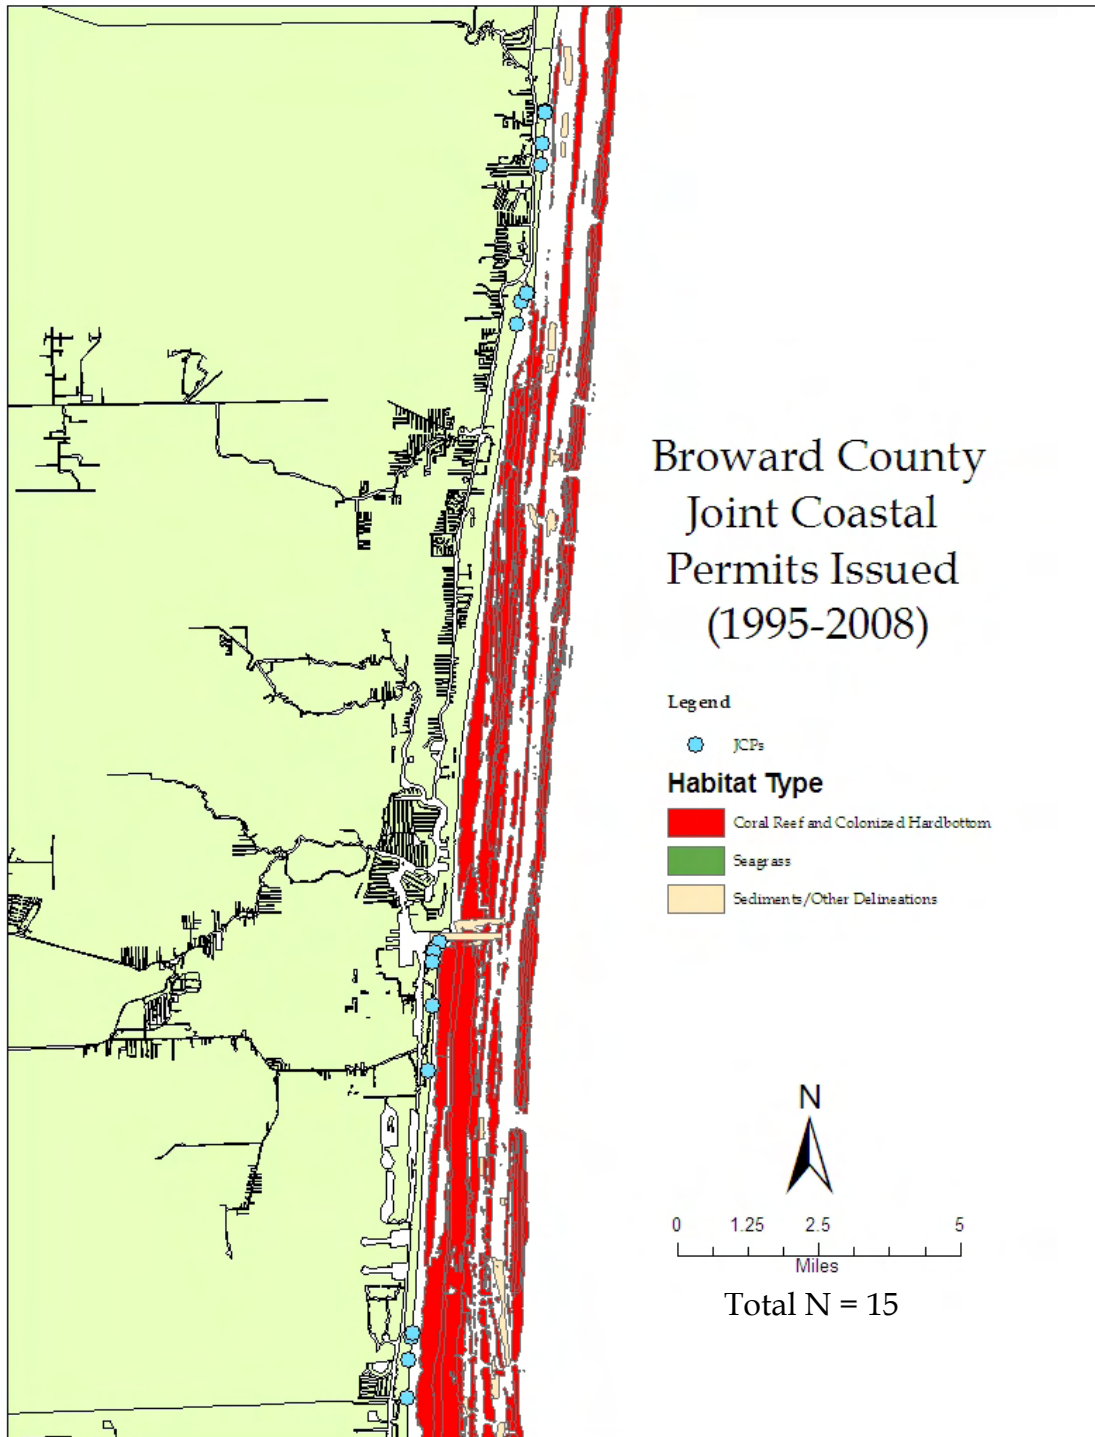 Broward County
Joint Coastal
Permits Issued
(1995-2008)
Legend
JCPs
Habitat Type
Coral Reef and Colonized Hardbottom
Seagrass
Sediments/Other Delineations
N
0 1.25 2.5 5
Miles
Total N = 15